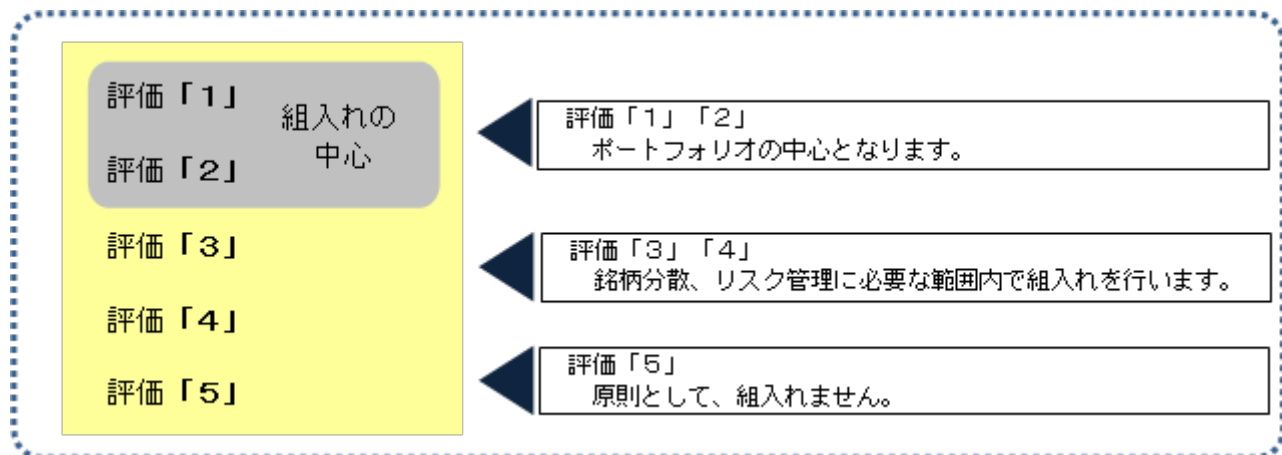 評価「1」
組入れの
中心
評価「2」
評価「3」
評価「4」
評価「5」
評価「1」「2」
ポートフォリオの中心となります。
評価「3」「4」
銘柄分散、リスク管理に必要な範囲内で組入れを行います。
評価「5」
原則として、組入れません。